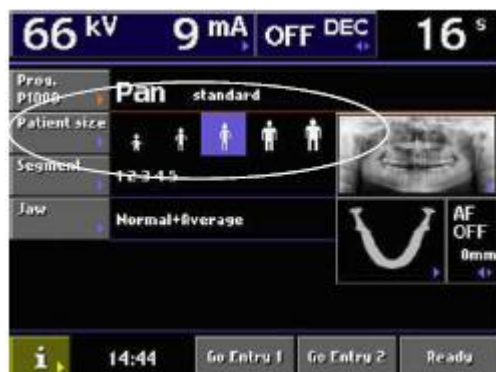 66 kV 9 mA OFF DEC 16 s
Prog. P1000 Pan standard
Patient size
Segment 1 2 3 4 5
Jaw Normal+Average
AF OFF 0mm
i 14:44 Go Entry 1 Go Entry 2 Ready